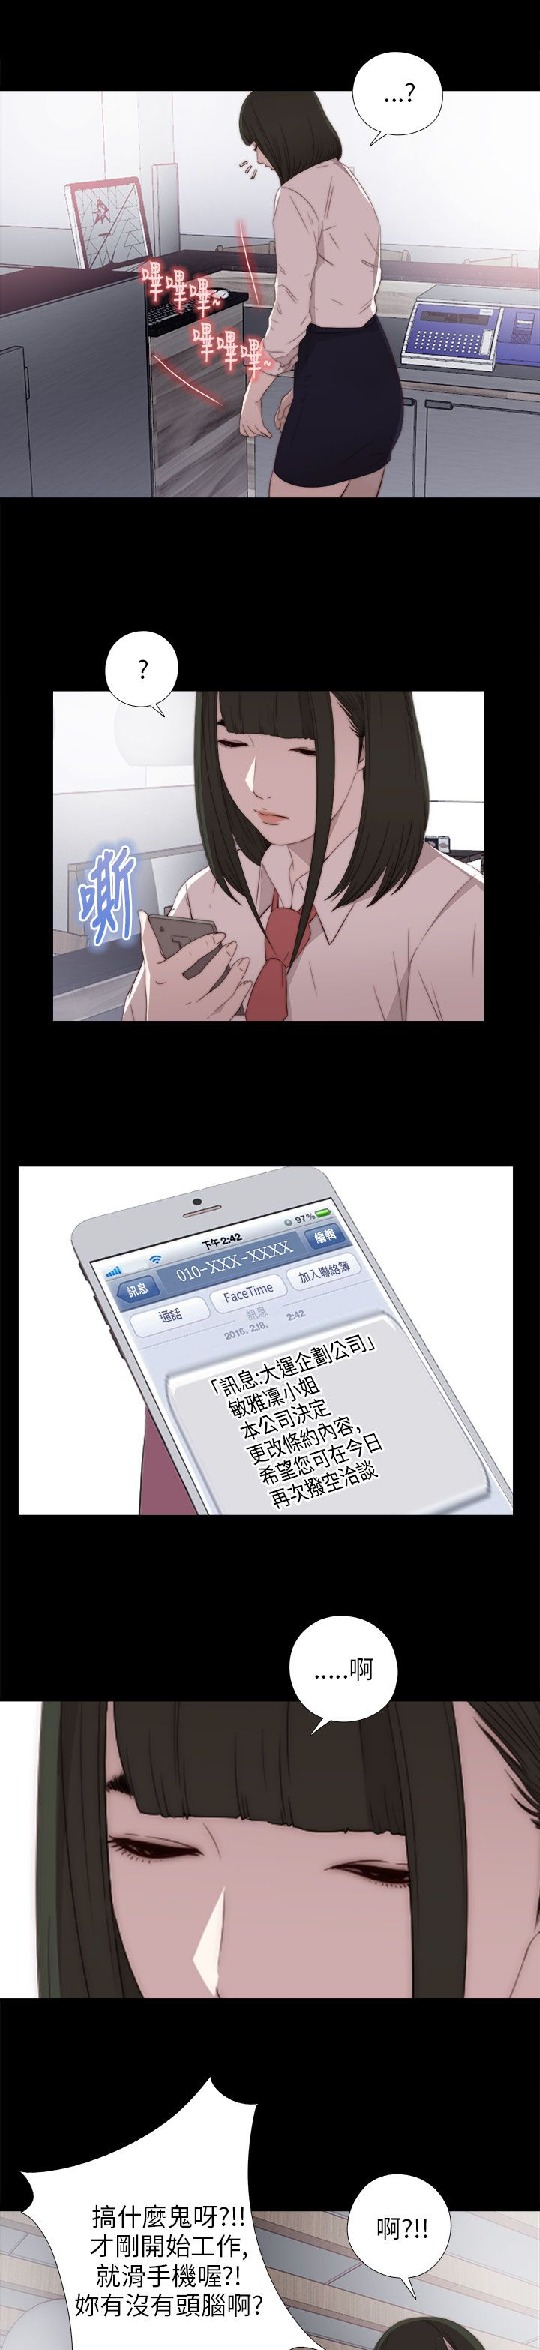 ...?
嗶嗶嗶~
嗶嗶嗶~
?
嘶
97%
下午2:42
訊息
010-XXX-XXXX
編輯
通話
FaceTime
加入聯絡簿
訊息
2016. 2.18. 2:42
「訊息:大運企劃公司」
敏雅凜小姐
本公司決定
更改條約內容,
希望您可在今日
再次撥空洽談
.....啊
搞什麼鬼呀?!!
才剛開始工作,
就滑手機喔?!
妳有沒有頭腦啊?
啊?!!